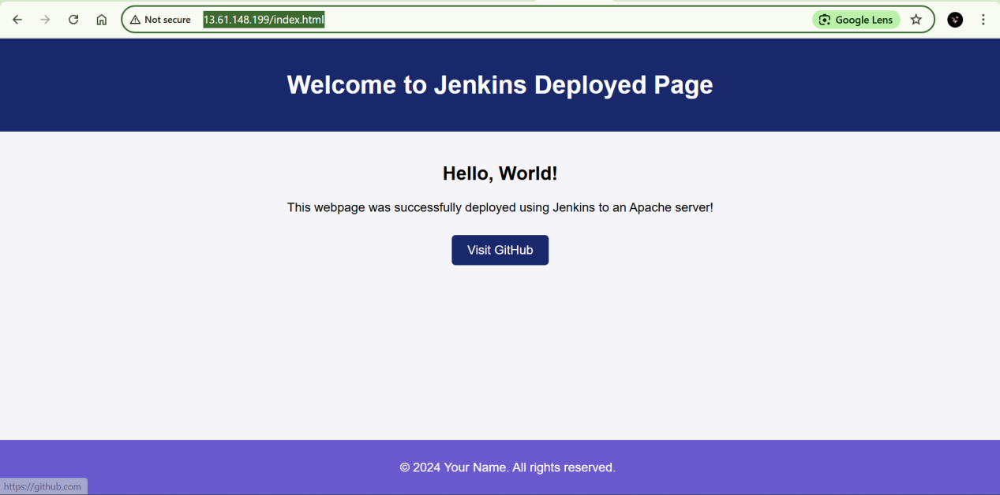 Not secure 13.61.148.199/index.html Google Lens
Welcome to Jenkins Deployed Page
Hello, World!
This webpage was successfully deployed using Jenkins to an Apache server!
Visit GitHub
© 2024 Your Name. All rights reserved.
https://github.com